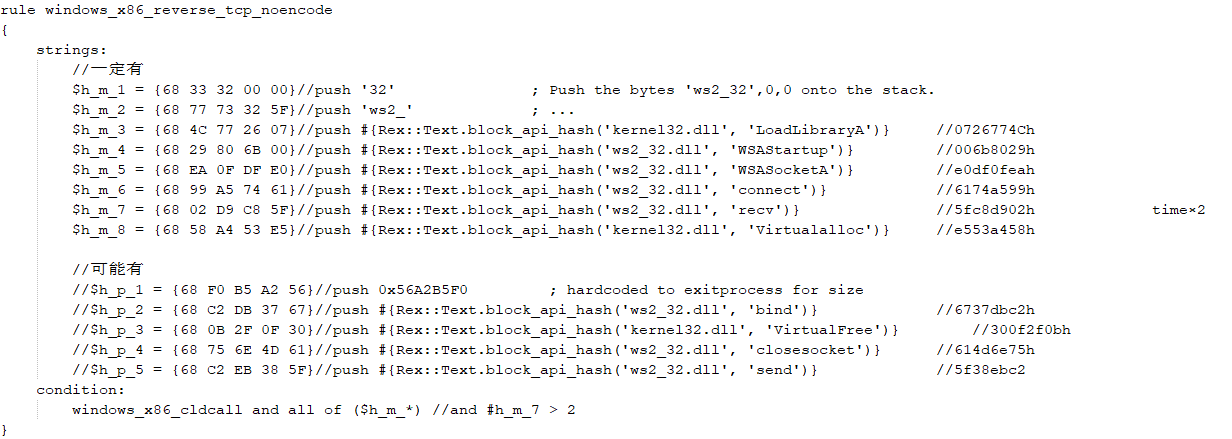 rule windows_x86_reverse_tcp_noencode
{
    strings:
        //一定有
        $h_m_1 = {68 33 32 00 00}//push '32'               ; Push the bytes 'ws2_32',0,0 onto the stack.
        $h_m_2 = {68 77 73 32 5F}//push 'ws2_'             ; ...
        $h_m_3 = {68 4C 77 26 07}//push #{Rex::Text.block_api_hash('kernel32.dll', 'LoadLibraryA')}     //0726774Ch
        $h_m_4 = {68 29 80 6B 00}//push #{Rex::Text.block_api_hash('ws2_32.dll', 'WSAStartup')}         //006b8029h
        $h_m_5 = {68 EA 0F DF E0}//push #{Rex::Text.block_api_hash('ws2_32.dll', 'WSASocketA')}         //e0df0feah
        $h_m_6 = {68 99 A5 74 61}//push #{Rex::Text.block_api_hash('ws2_32.dll', 'connect')}            //6174a599h
        $h_m_7 = {68 02 D9 C8 5F}//push #{Rex::Text.block_api_hash('ws2_32.dll', 'recv')}               //5fc8d902h             time×2
        $h_m_8 = {68 58 A4 53 E5}//push #{Rex::Text.block_api_hash('kernel32.dll', 'Virtualalloc')}     //e553a458h
        //可能有
        //$h_p_1 = {68 F0 B5 A2 56}//push 0x56A2B5F0         ; hardcoded to exitprocess for size
        //$h_p_2 = {68 C2 DB 37 67}//push #{Rex::Text.block_api_hash('ws2_32.dll', 'bind')}             //6737dbc2h
        //$h_p_3 = {68 0B 2F 0F 30}//push #{Rex::Text.block_api_hash('kernel32.dll', 'VirtualFree')}        //300f2f0bh
        //$h_p_4 = {68 75 6E 4D 61}//push #{Rex::Text.block_api_hash('ws2_32.dll', 'closesocket')}      //614d6e75h
        //$h_p_5 = {68 C2 EB 38 5F}//push #{Rex::Text.block_api_hash('ws2_32.dll', 'send')}             //5f38ebc2
    condition:
        windows_x86_cldcall and all of ($h_m_*) //and #h_m_7 > 2
}